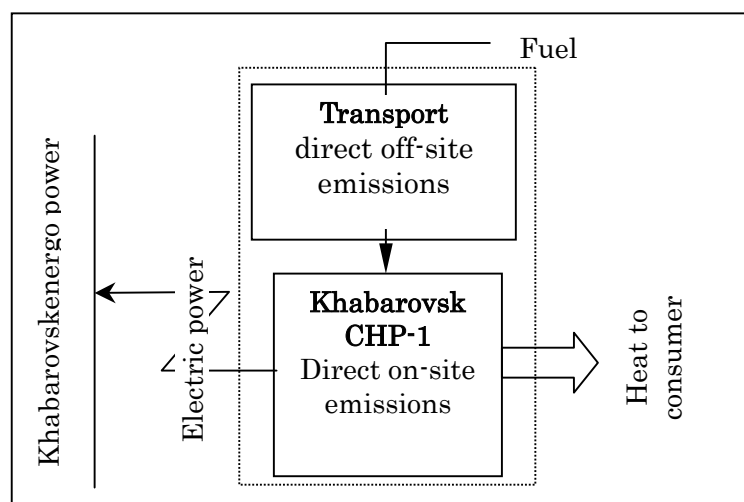 Fuel
Transport
direct off-site
emissions
Khabarovskenergo power
Electric power
Khabarovsk
CHP-1
Direct on-site
emissions
Heat to
consumer